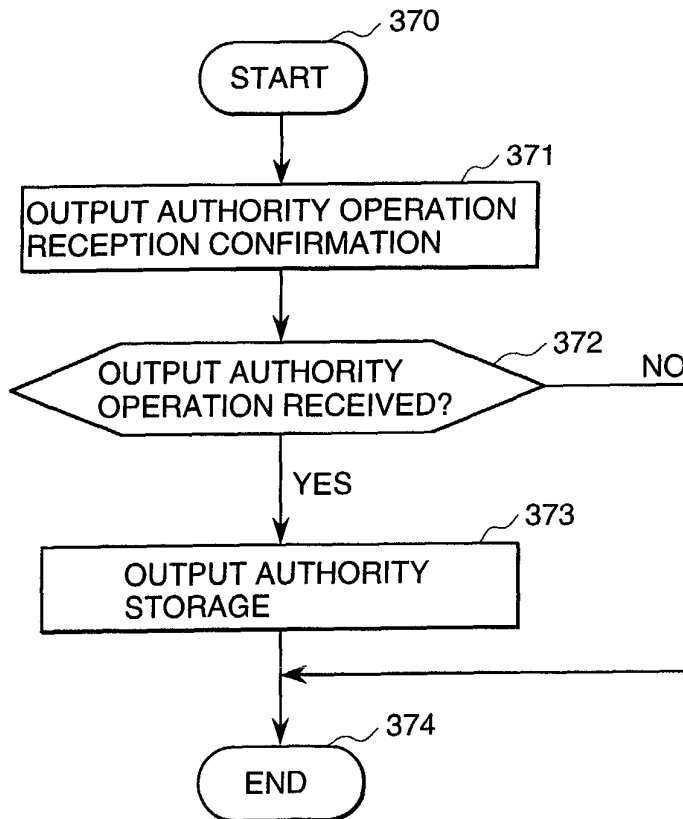 370
START
371
OUTPUT AUTHORITY OPERATION
RECEPTION CONFIRMATION
372
OUTPUT AUTHORITY
OPERATION RECEIVED?
NO
YES
373
OUTPUT AUTHORITY
STORAGE
374
END